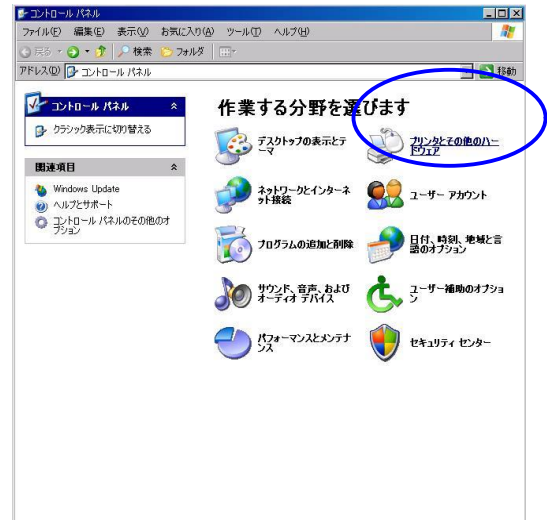 コントロール パネル
ファイル(F) 編集(E) 表示(V) お気に入り(A) ツール(T) ヘルプ(H)
戻る 検索 フォルダ
アドレス(D) コントロール パネル 移動
コントロール パネル
クラシック表示に切り替える
関連項目
Windows Update
ヘルプとサポート
コントロール パネルのその他のオ
プション
作業する分野を選びます
デスクトップの表示とテ
ーマ
プリンタとその他のハー
ドウェア
ネットワークとインターネ
ット接続
ユーザー アカウント
プログラムの追加と削除
日付、時刻、地域と言
語のオプション
サウンド、音声、および
オーディオ デバイス
ユーザー補助のオプショ
ン
パフォーマンスとメンテナ
ンス
セキュリティ センター